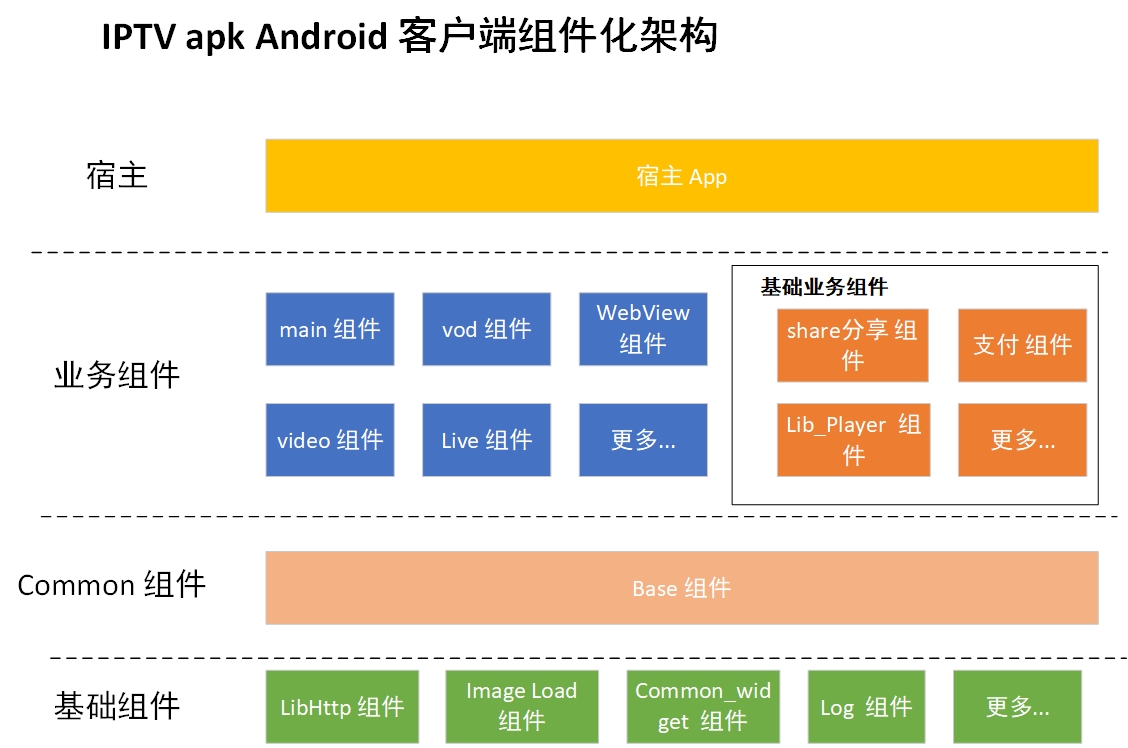 IPTV apk Android 客户端组件化架构
宿主
宿主 App
业务组件
main 组件
vod 组件
WebView
组件
video 组件
Live 组件
更多...
基础业务组件
share分享 组
件
支付 组件
Lib_Player 组
件
更多...
Common 组件
Base 组件
基础组件
LibHttp 组件
Image Load
组件
Common_wid
get 组件
Log 组件
更多...